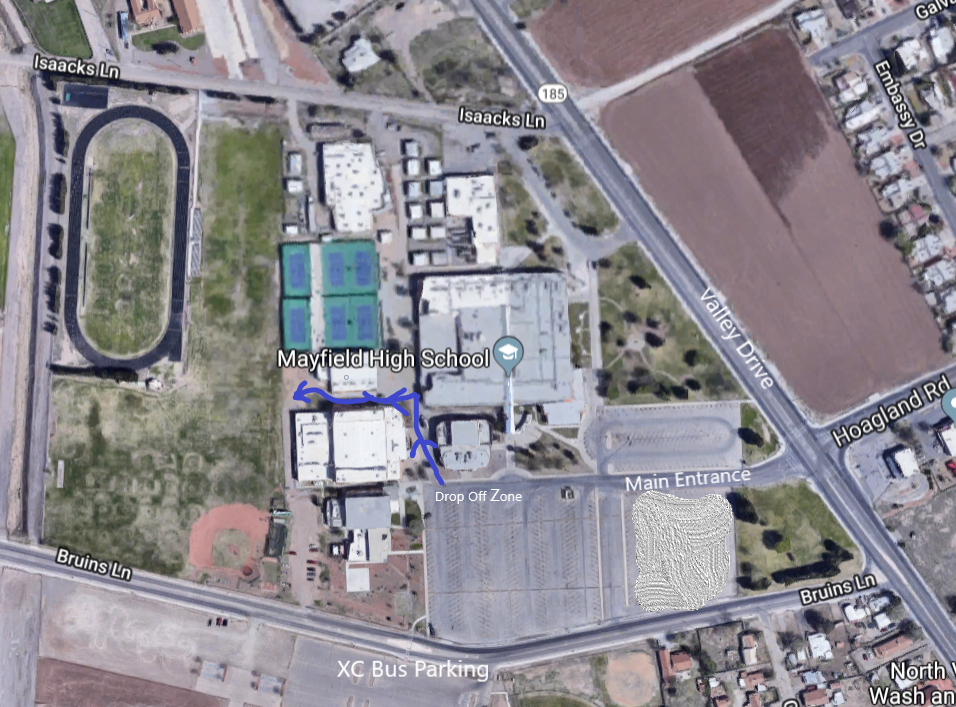 Galva
Isaacks Ln
Embassy Dr
185
Isaacks Ln
Valley Drive
Mayfield High School
Hoagland Rd
Main Entrance
Drop Off Zone
Bruins Ln
Bruins Ln
XC Bus Parking
North
Wash an